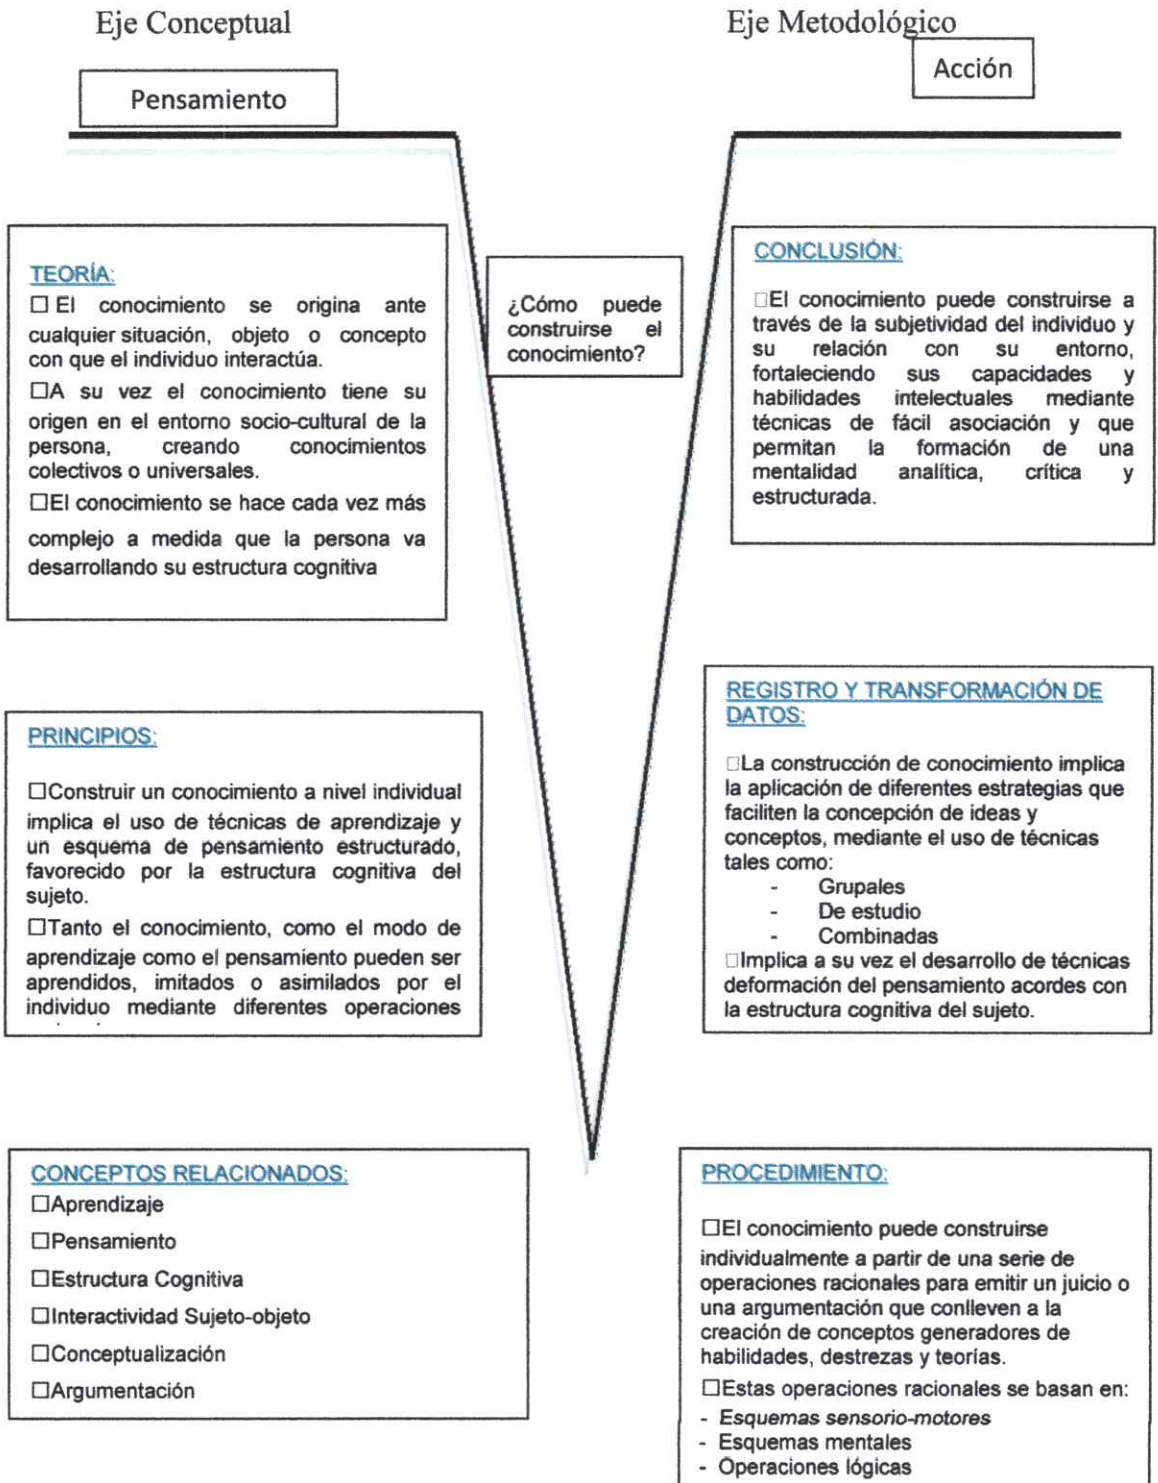 Eje Conceptual
Eje Metodológico
Pensamiento
Acción
TEORÍA:
□ El conocimiento se origina ante
cualquier situación, objeto o concepto
con que el individuo interactúa.
□A su vez el conocimiento tiene su
origen en el entorno socio-cultural de la
persona, creando conocimientos
colectivos o universales.
□El conocimiento se hace cada vez más
complejo a medida que la persona va
desarrollando su estructura cognitiva
¿Cómo puede
construirse el
conocimiento?
CONCLUSIÓN:
□El conocimiento puede construirse a
través de la subjetividad del individuo y
su relación con su entorno,
fortaleciendo sus capacidades y
habilidades intelectuales mediante
técnicas de fácil asociación y que
permitan la formación de una
mentalidad analítica, crítica y
estructurada.
PRINCIPIOS:
□Construir un conocimiento a nivel individual
implica el uso de técnicas de aprendizaje y
un esquema de pensamiento estructurado,
favorecido por la estructura cognitiva del
sujeto.
□Tanto el conocimiento, como el modo de
aprendizaje como el pensamiento pueden ser
aprendidos, imitados o asimilados por el
individuo mediante diferentes operaciones
REGISTRO Y TRANSFORMACIÓN DE
DATOS:
□La construcción de conocimiento implica
la aplicación de diferentes estrategias que
faciliten la concepción de ideas y
conceptos, mediante el uso de técnicas
tales como:
- Grupales
- De estudio
- Combinadas
□Implica a su vez el desarrollo de técnicas
deformación del pensamiento acordes con
la estructura cognitiva del sujeto.
CONCEPTOS RELACIONADOS:
□Aprendizaje
□Pensamiento
□Estructura Cognitiva
□Interactividad Sujeto-objeto
□Conceptualización
□Argumentación
PROCEDIMIENTO:
□El conocimiento puede construirse
individualmente a partir de una serie de
operaciones racionales para emitir un juicio o
una argumentación que conlleven a la
creación de conceptos generadores de
habilidades, destrezas y teorías.
□Estas operaciones racionales se basan en:
- Esquemas sensorio-motores
- Esquemas mentales
- Operaciones lógicas